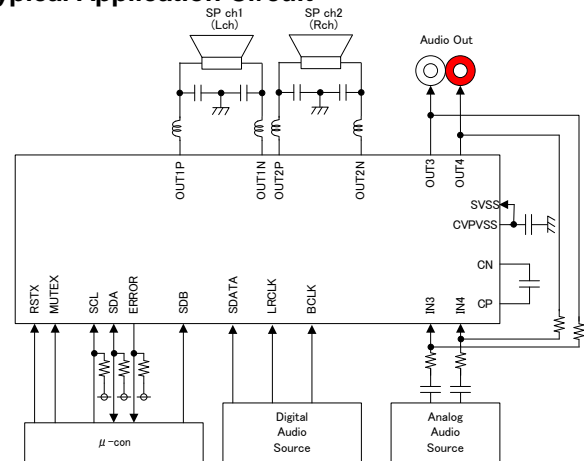 ypical Application Circuit
SP ch1
(Lch)
SP ch2
(Rch)
Audio Out
OUT1P
OUT1N
OUT2P
OUT2N
OUT3
OUT4
SVSS
CVPVSS
CN
CP
RSTX
MUTEX
SCL
SDA
ERROR
SDB
SDATA
LRCLK
BCLK
IN3
IN4
μ-con
Digital
Audio
Source
Analog
Audio
Source